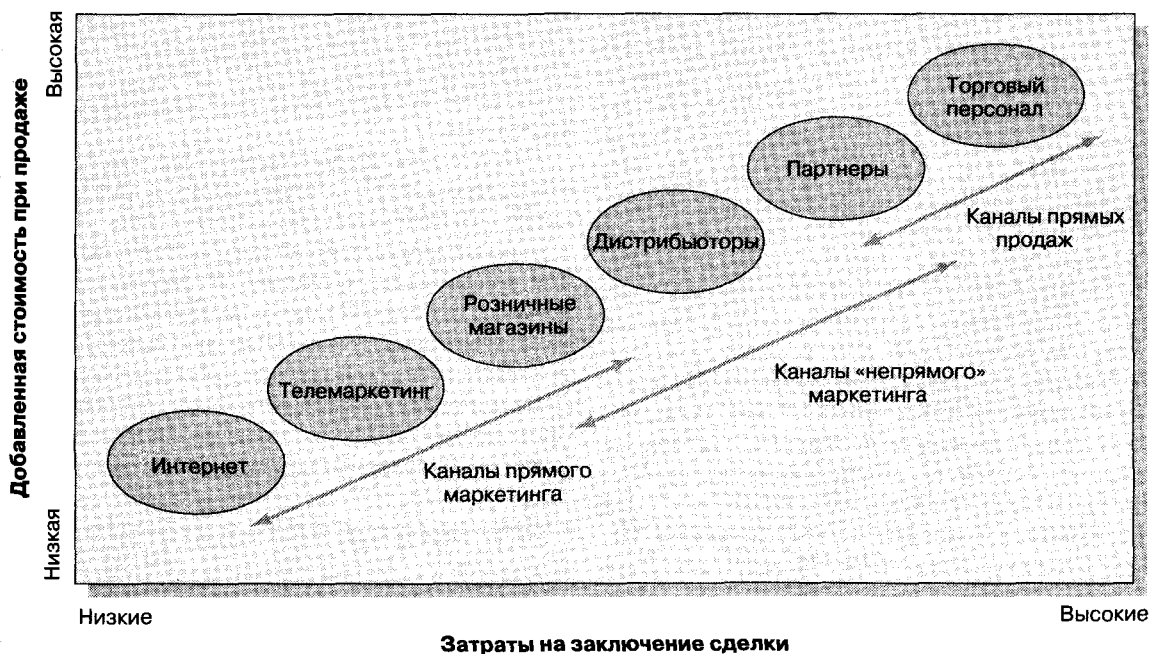 Добавленная стоимость при продаже
Высокая
Низкая
Торговый
персонал
Партнеры
Каналы прямых
продаж
Дистрибьюторы
Розничные
магазины
Каналы «непрямого»
маркетинга
Телемаркетинг
Интернет
Каналы прямого
маркетинга
Низкие
Высокие
Затраты на заключение сделки